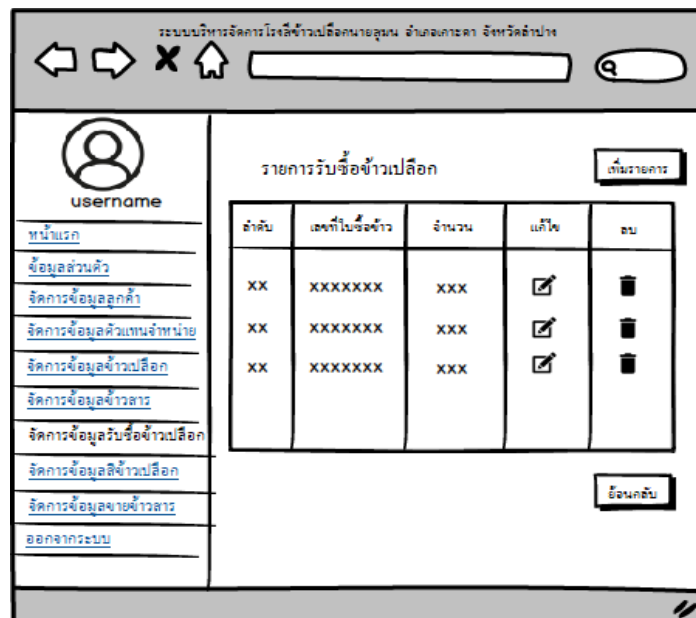 ระบบบริหารจัดการโรงสีข้าวเปลือกนายลุมน อำเภอเกาะคา จังหวัดลำปาง
username
หน้าแรก
ข้อมูลส่วนตัว
จัดการข้อมูลลูกค้า
จัดการข้อมูลตัวแทนจำหน่าย
จัดการข้อมูลข้าวเปลือก
จัดการข้อมูลข้าวสาร
จัดการข้อมูลรับซื้อข้าวเปลือก
จัดการข้อมูลสีข้าวเปลือก
จัดการข้อมูลขายข้าวสาร
ออกจากระบบ
รายการรับซื้อข้าวเปลือก เพิ่มรายการ
ลำดับ เลขที่ใบซื้อข้าว จำนวน แก้ไข ลบ
xx xxxxxxx xxx
xx xxxxxxx xxx
xx xxxxxxx xxx
ย้อนกลับ